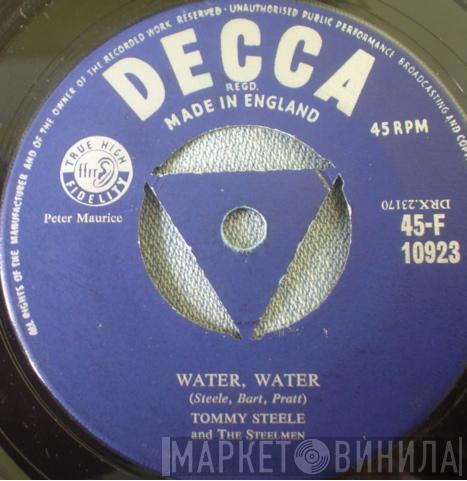 ALL RIGHTS OF THE MANUFACTURER AND OF THE OWNER OF THE RECORDED WORK RESERVED · UNAUTHORISED PUBLIC PERFORMANCE BROADCASTING AND COPY
DECCA
REGD.
MADE IN ENGLAND
45 RPM
TRUE HIGH
ffrr
FIDELITY
Peter Maurice
DRX.23170
45-F
10923
WATER, WATER
(Steele, Bart, Pratt)
TOMMY STEELE
and THE STEELMEN
МАРКЕТ ВИНИЛА